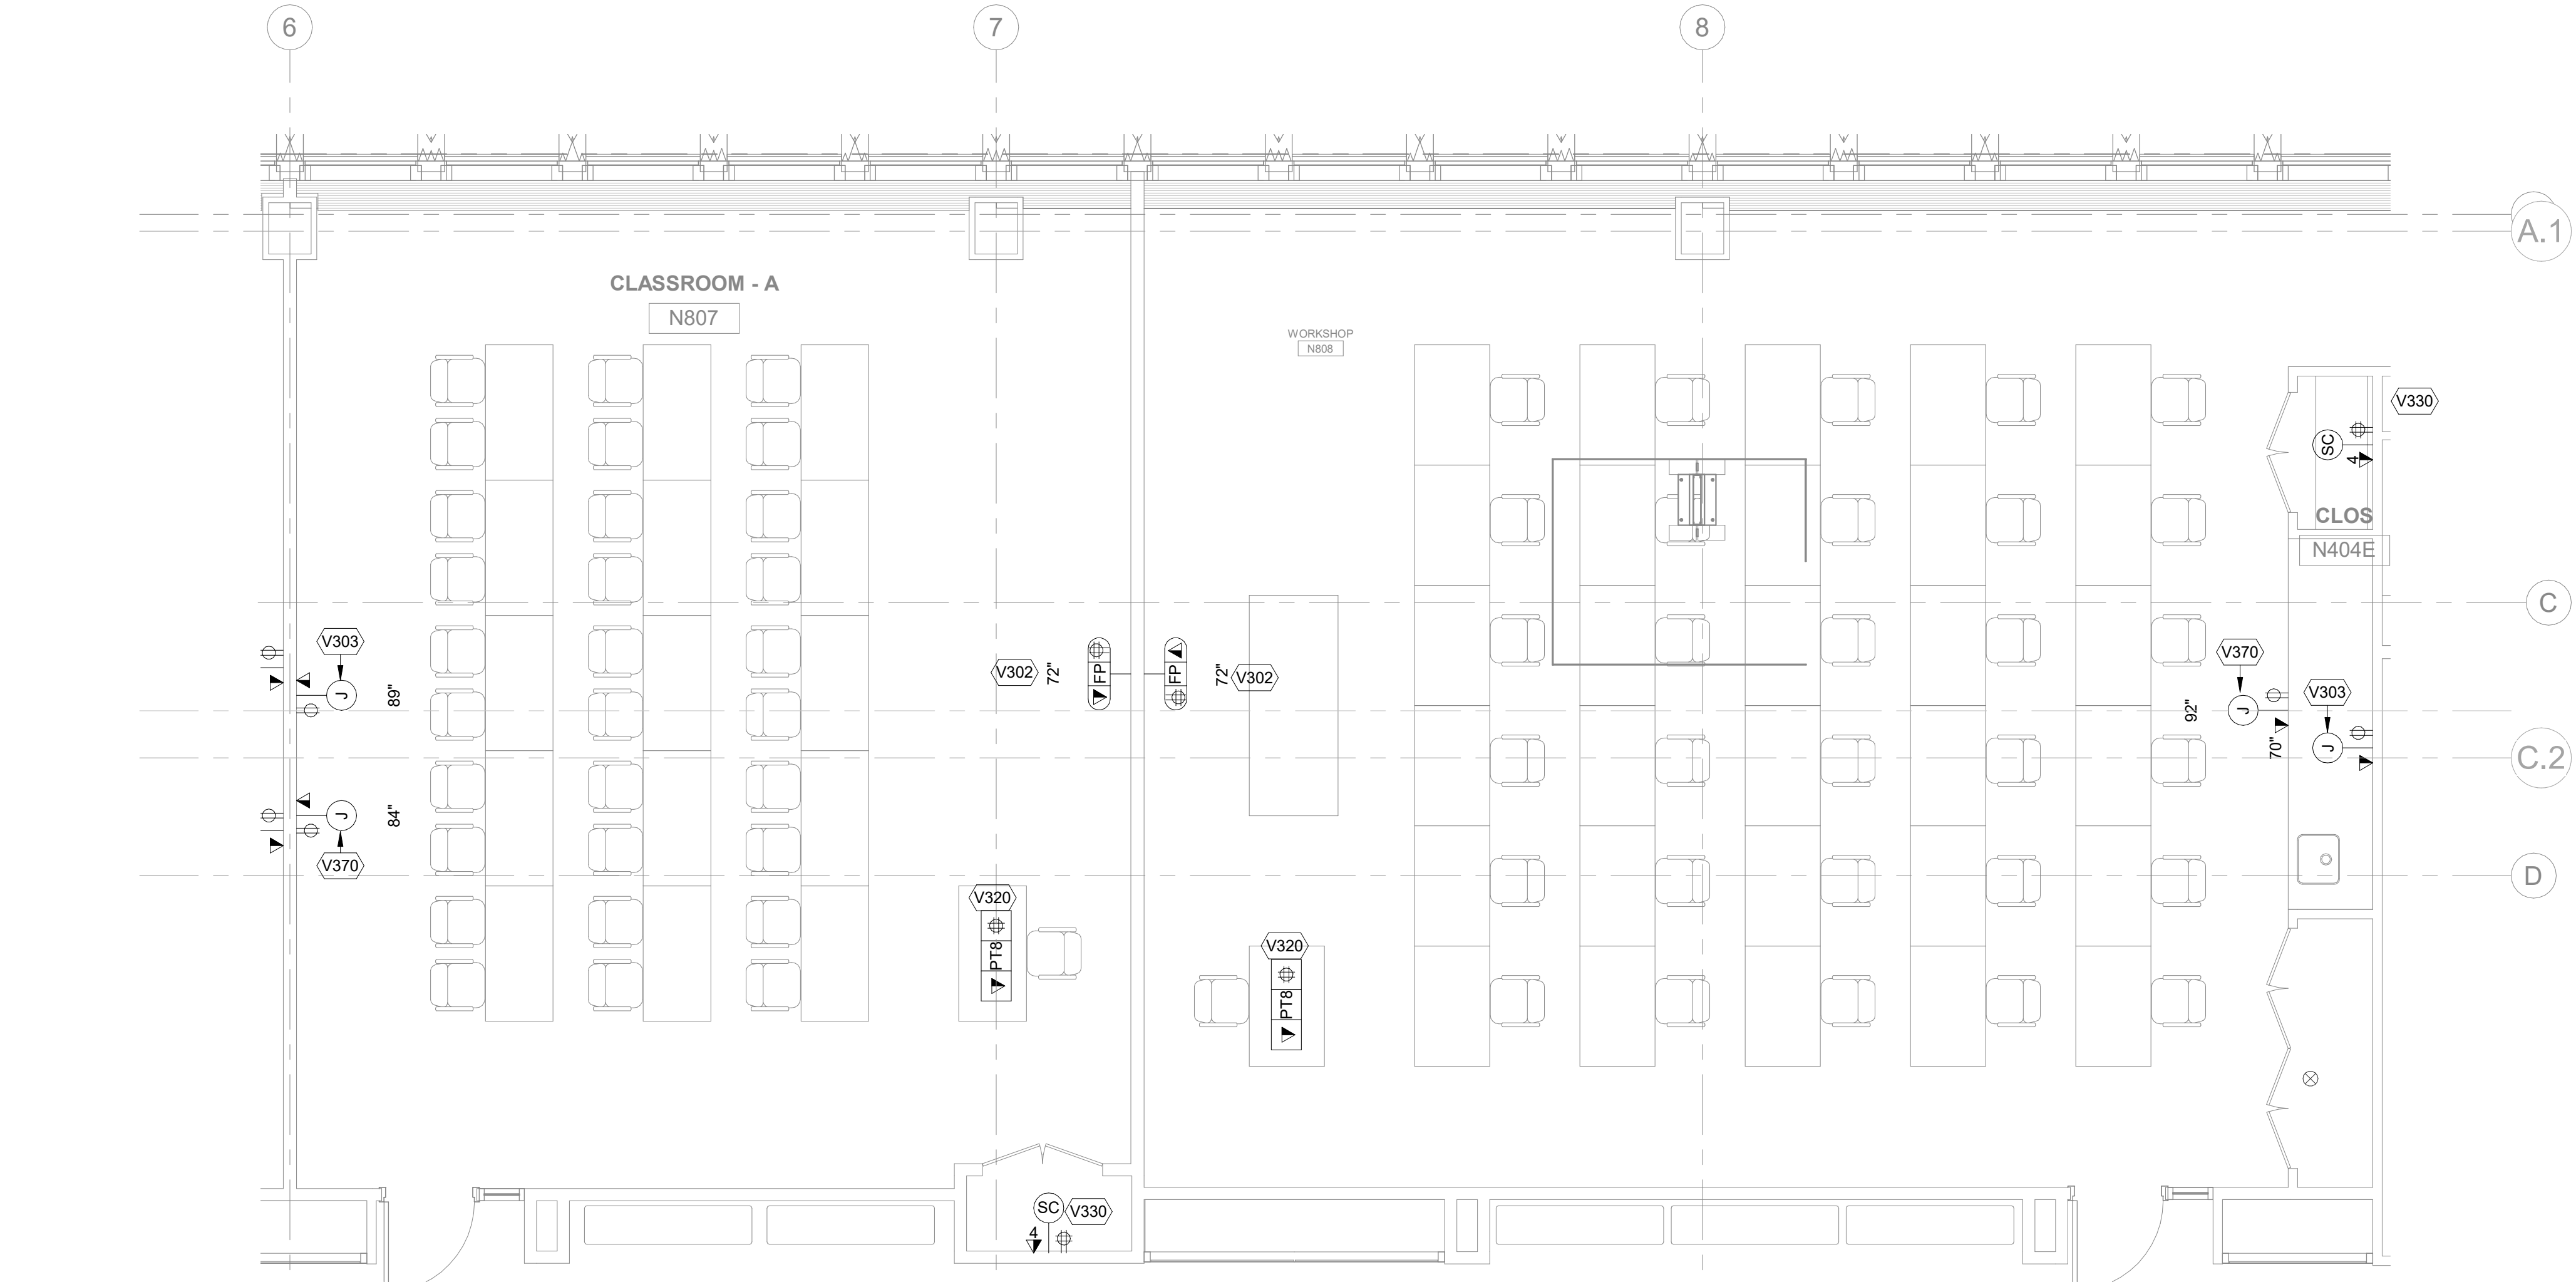 6
7
8
A.1
CLASSROOM - A
N807
WORKSHOP
N808
V330
SC
4
CLOS
N404E
C
V303
J
89"
V302
72"
FP
FP
72"
V302
V370
J
92"
V303
J
70"
C.2
J
84"
V370
D
V320
PT8
V320
PT8
SC
V330
4